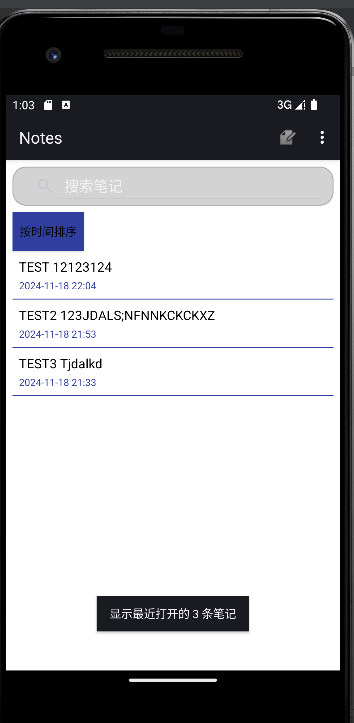 1:03 A 3G
Notes
搜索笔记
按时间排序
TEST 12123124
2024-11-18 22:04
TEST2 123JDALS;NFNNKCKCKXZ
2024-11-18 21:53
TEST3 Tjdalkd
2024-11-18 21:33
显示最近打开的 3 条笔记